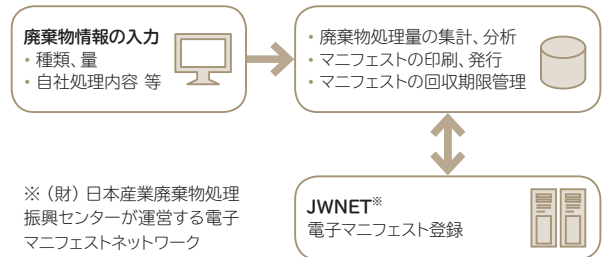 廃棄物情報の入力
・種類、量
・自社処理内容 等
・廃棄物処理量の集計、分析
・マニフェストの印刷、発行
・マニフェストの回収期限管理
JWNET※
電子マニフェスト登録
※（財）日本産業廃棄物処理
振興センターが運営する電子
マニフェストネットワーク